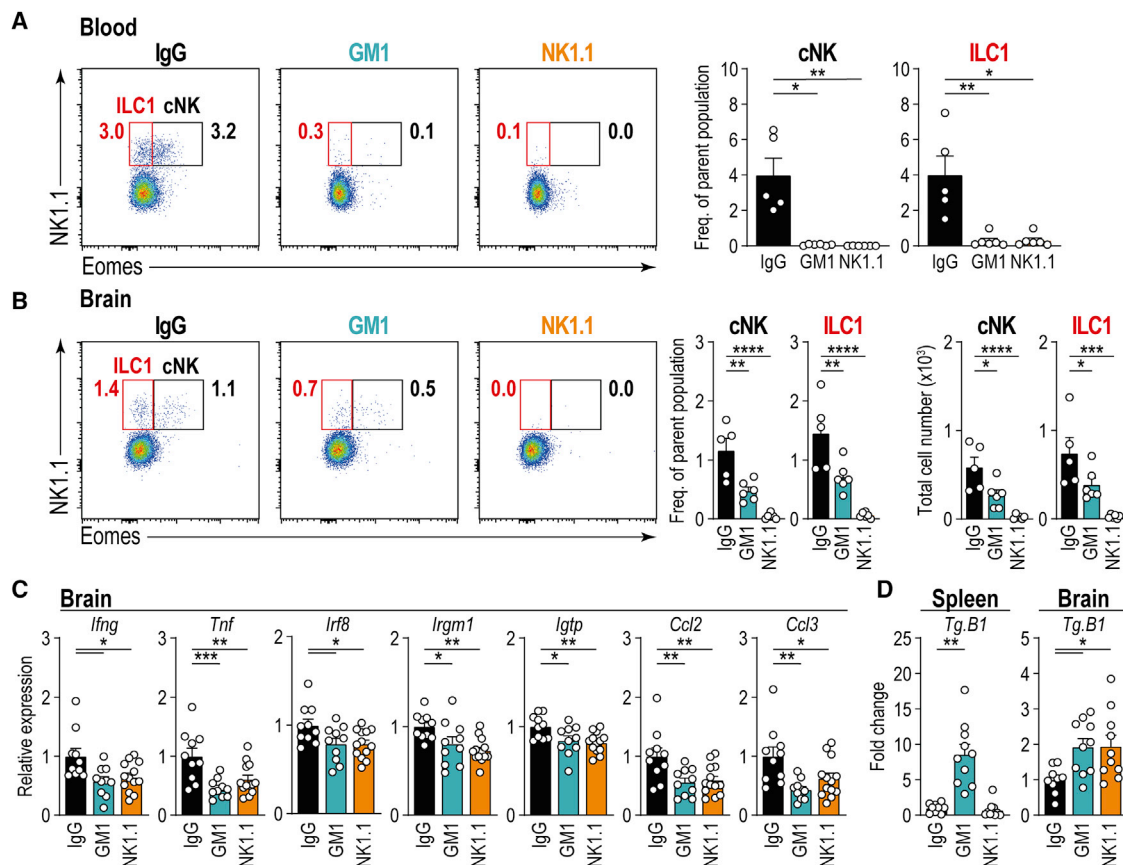 A
Blood
IgG GM1 NK1.1
ILC1 cNK
3.0 3.2 0.3 0.1 0.1 0.0
NK1.1
Eomes
cNK ILC1
Freq. of parent population
10 10
8 8
6 6
4 4
2 2
0 0
** *
* **
IgG GM1 NK1.1 IgG GM1 NK1.1
B
Brain
IgG GM1 NK1.1
ILC1 cNK
1.4 1.1 0.7 0.5 0.0 0.0
NK1.1
Eomes
cNK ILC1 cNK ILC1
Freq. of parent population
Total cell number (x10³)
3 3 2 2
2 2
1 1 1 1
0 0 0 0
**** **** **** ***
** ** * *
IgG GM1 NK1.1 IgG GM1 NK1.1 IgG GM1 NK1.1 IgG GM1 NK1.1
C
Brain
Ifng Tnf Irf8 Irgm1 Igtp Ccl2 Ccl3
Relative expression
3 3 2 2 2 3 3
2 2 2 2
1 1 1 1 1 1 1
0 0 0 0 0 0 0
* ** * ** ** ** *
*** * * ** **
IgG GM1 NK1.1 IgG GM1 NK1.1 IgG GM1 NK1.1 IgG GM1 NK1.1 IgG GM1 NK1.1 IgG GM1 NK1.1 IgG GM1 NK1.1
D
Spleen Brain
Tg.B1 Tg.B1
Fold change
25 5
20 4
15 3
10 2
5 1
0 0
** *
IgG GM1 NK1.1 IgG GM1 NK1.1